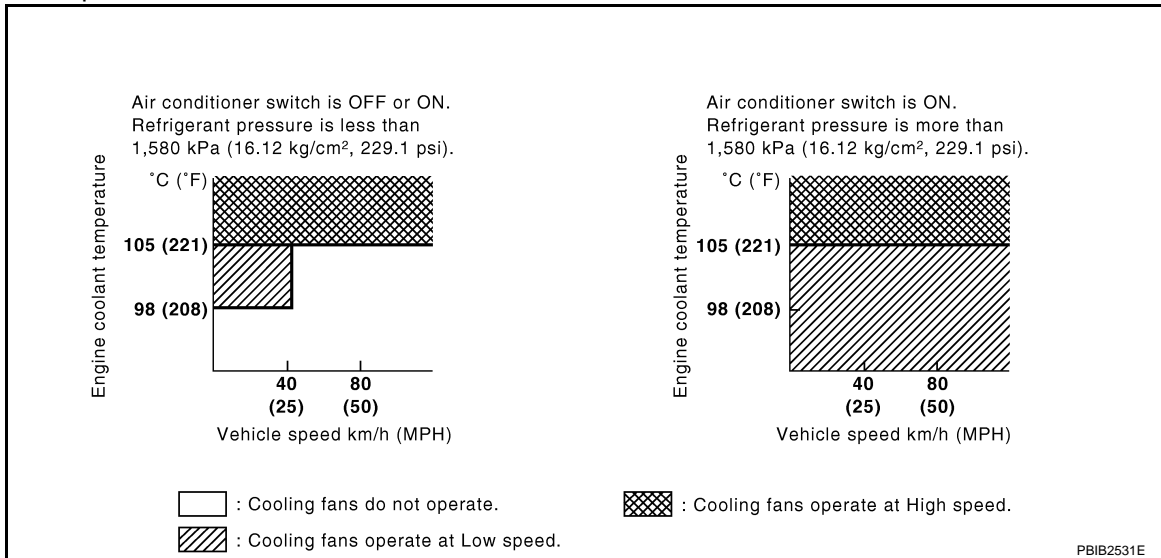 Air conditioner switch is OFF or ON.
Refrigerant pressure is less than
1,580 kPa (16.12 kg/cm², 229.1 psi).
Engine coolant temperature
˚C (˚F)
105 (221)
98 (208)
40
(25)
80
(50)
Vehicle speed km/h (MPH)
Air conditioner switch is ON.
Refrigerant pressure is more than
1,580 kPa (16.12 kg/cm², 229.1 psi).
Engine coolant temperature
˚C (˚F)
105 (221)
98 (208)
40
(25)
80
(50)
Vehicle speed km/h (MPH)
: Cooling fans do not operate.
: Cooling fans operate at Low speed.
: Cooling fans operate at High speed.
PBIB2531E